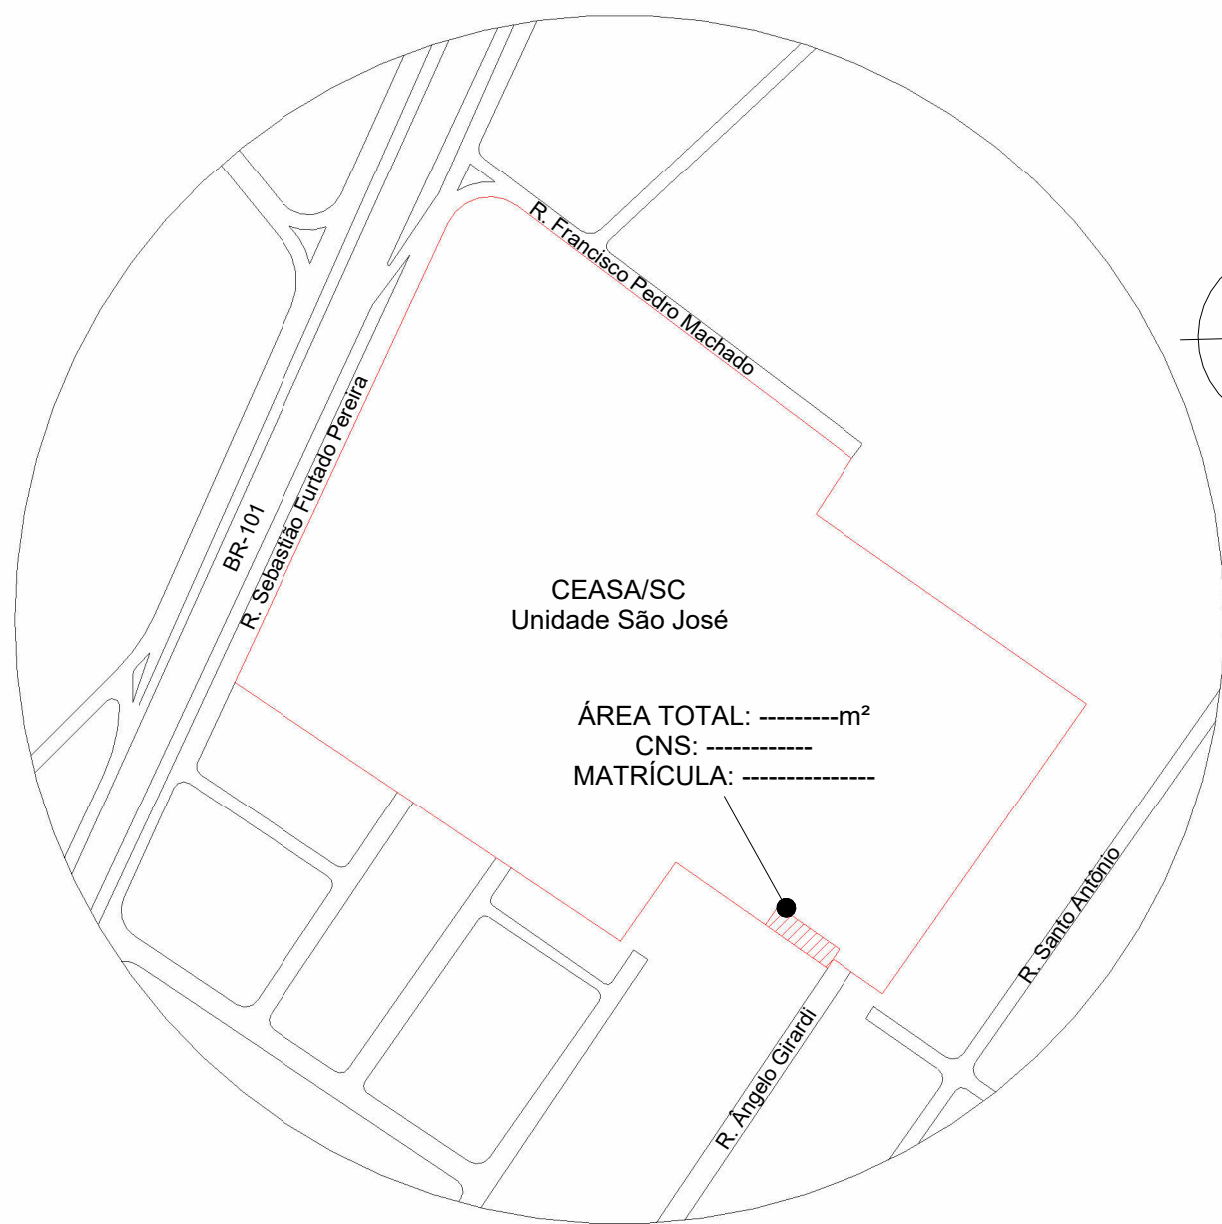 R. Francisco Pedro Machado
R. Sebastião Furtado Pereira
BR-101
CEASA/SC
Unidade São José
ÁREA TOTAL: ---------m²
CNS: ------------
MATRÍCULA: ---------------
R. Santo Antônio
R. Ângelo Girardi